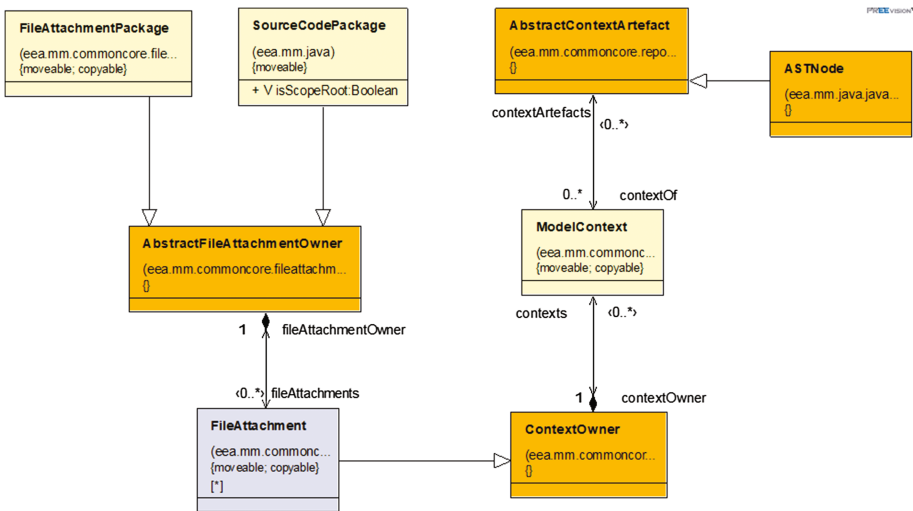 PREEVISION
FileAttachmentPackage
(eea.mm.commoncore.file...
{moveable; copyable}
SourceCodePackage
(eea.mm.java)
{moveable}
+ V isScopeRoot:Boolean
AbstractContextArtefact
(eea.mm.commoncore.repo...
{}
ASTNode
(eea.mm.java.java...
{}
contextArtefacts
‹0..*›
0..*
contextOf
AbstractFileAttachmentOwner
(eea.mm.commoncore.fileattachm...
{}
ModelContext
(eea.mm.commonc...
{moveable; copyable}
1
fileAttachmentOwner
contexts
‹0..*›
‹0..*›
fileAttachments
1
contextOwner
FileAttachment
(eea.mm.commonc...
{moveable; copyable}
[*]
ContextOwner
(eea.mm.commoncor...
{}